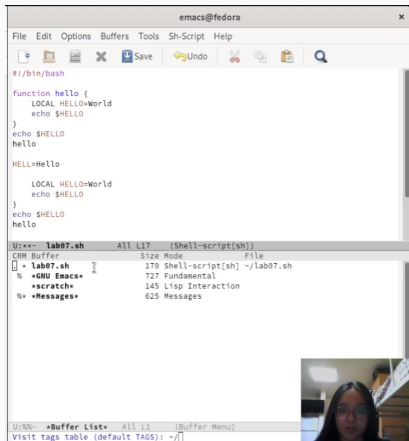 emacs@fedora ×
File Edit Options Buffers Tools Sh-Script Help
Save Undo
#!/bin/bash
function hello {
LOCAL HELLO=World
echo $HELLO
}
echo $HELLO
hello
HELL=Hello
LOCAL HELLO=World
echo $HELLO
}
echo $HELLO
hello
U:**- lab07.sh All L17 (Shell-script[sh])
CRM Buffer Size Mode File
. * lab07.sh 170 Shell-script[sh] ~/lab07.sh
% *GNU Emacs* 727 Fundamental
*scratch* 145 Lisp Interaction
%* *Messages* 625 Messages
U:%%- *Buffer List* All L1 (Buffer Menu)
Visit tags table (default TAGS): ~/